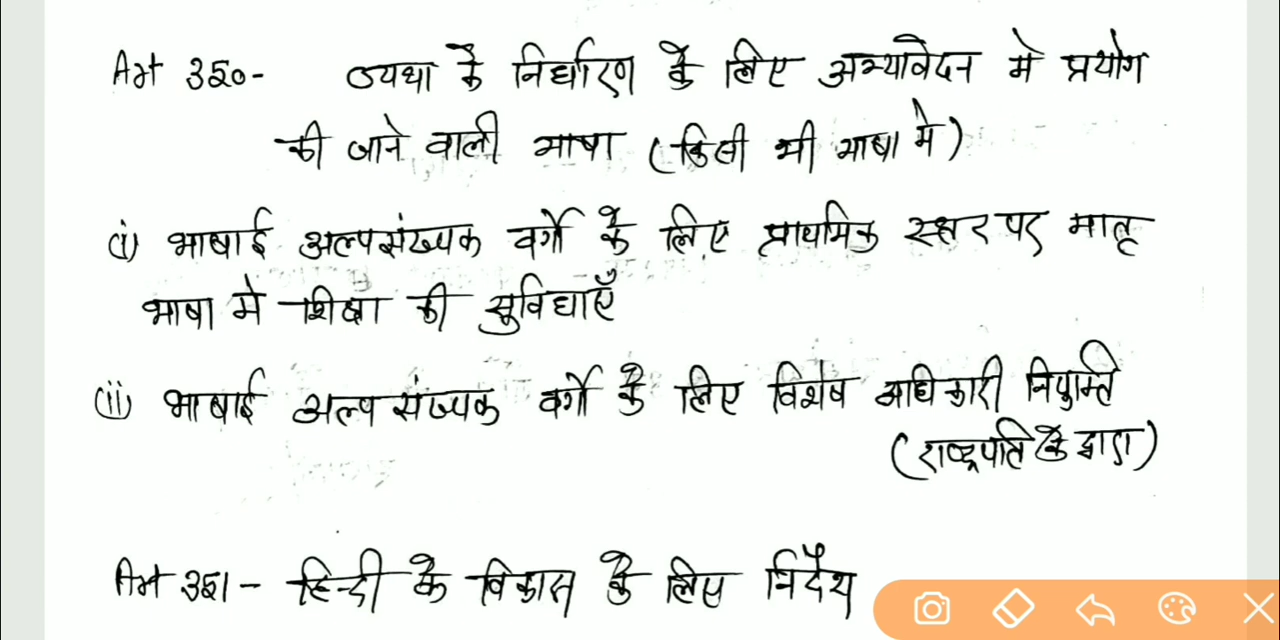 Art 350- व्यथा के निर्धारण के लिए अभ्यावेदन मे प्रयोग
की जाने वाली भाषा (किसी भी भाषा मे)
(i) भाषाई अल्पसंख्यक वर्गो के लिए प्राथमिक स्तर पर मातृ
भाषा मे शिक्षा की सुविधाएँ
(ii) भाषाई अल्पसंख्यक वर्गो के लिए विशेष अधिकारी नियुक्ति
(राष्ट्रपति के द्वारा)
Art 351- हिन्दी के विकास के लिए निर्देश